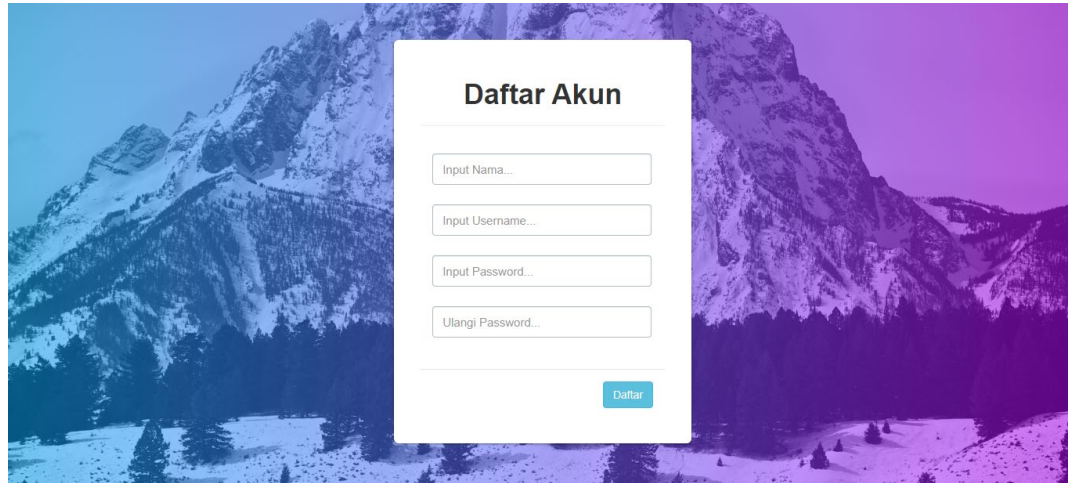 Daftar Akun
Input Nama...
Input Username...
Input Password...
Ulangi Password...
Daftar